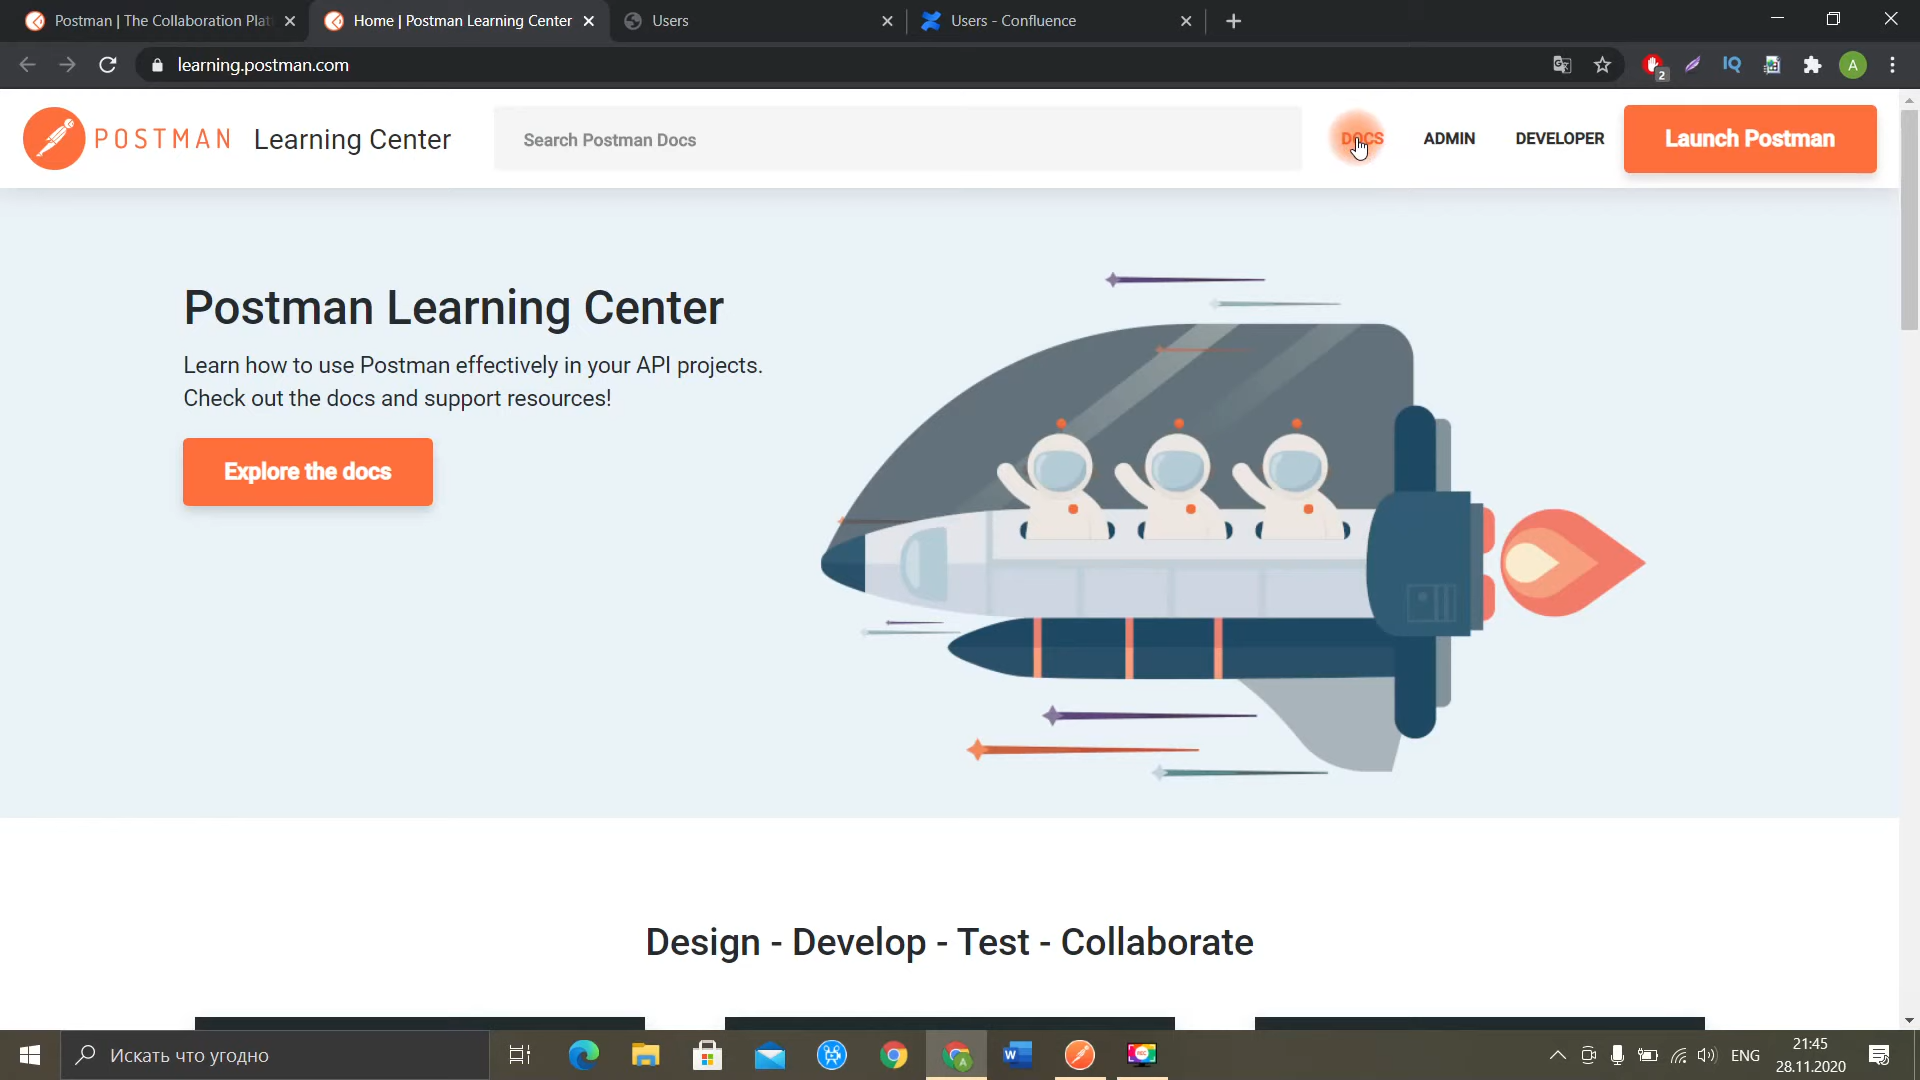 Postman | The Collaboration Plat
Home | Postman Learning Center
Users
Users - Confluence
learning.postman.com
2
IQ
A
POSTMAN Learning Center
Search Postman Docs
DOCS
ADMIN
DEVELOPER
Launch Postman
Postman Learning Center
Learn how to use Postman effectively in your API projects.
Check out the docs and support resources!
Explore the docs
Design - Develop - Test - Collaborate
Искать что угодно
A
W
REC
ENG
21:45
28.11.2020